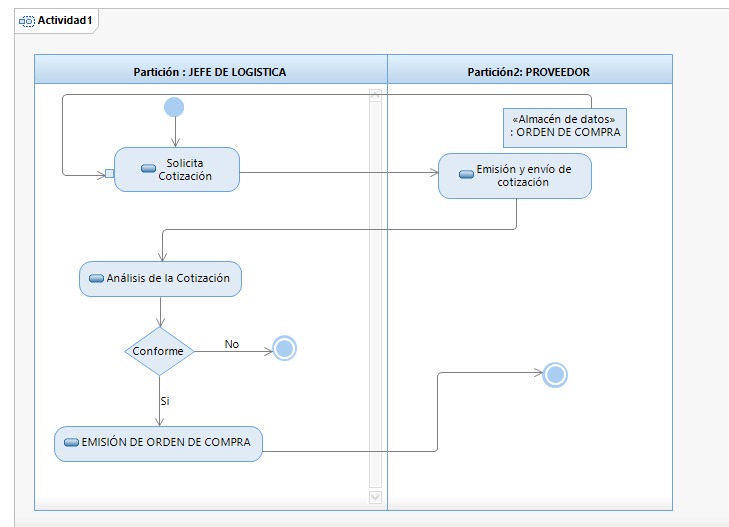 Actividad1
Partición : JEFE DE LOGISTICA
Partición2: PROVEEDOR
«Almacén de datos»
: ORDEN DE COMPRA
Solicita
Cotización
Emisión y envío de
cotización
Análisis de la Cotización
Conforme
No
Si
EMISIÓN DE ORDEN DE COMPRA